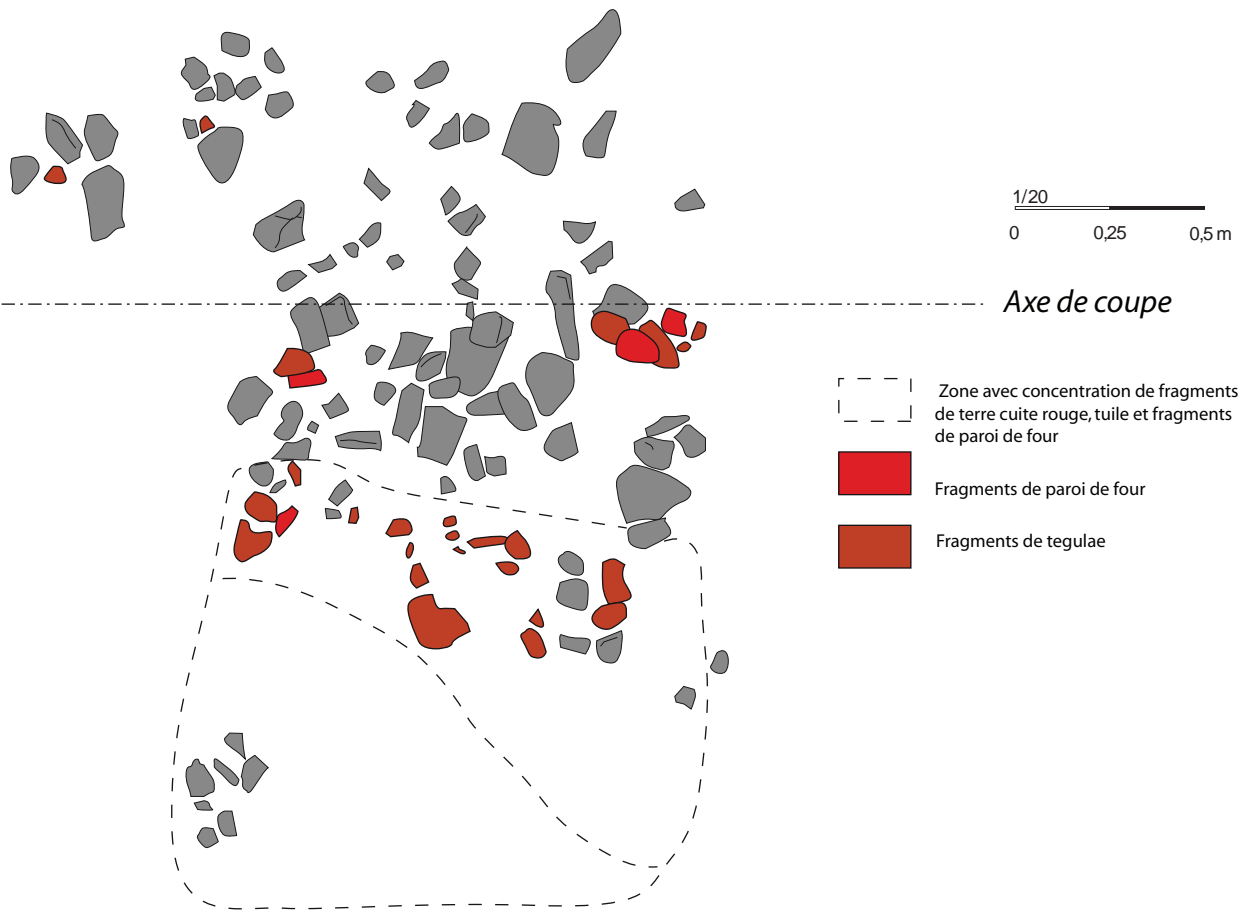 1/20
0 0,25 0,5 m
Axe de coupe
Zone avec concentration de fragments
de terre cuite rouge, tuile et fragments
de paroi de four
Fragments de paroi de four
Fragments de tegulae